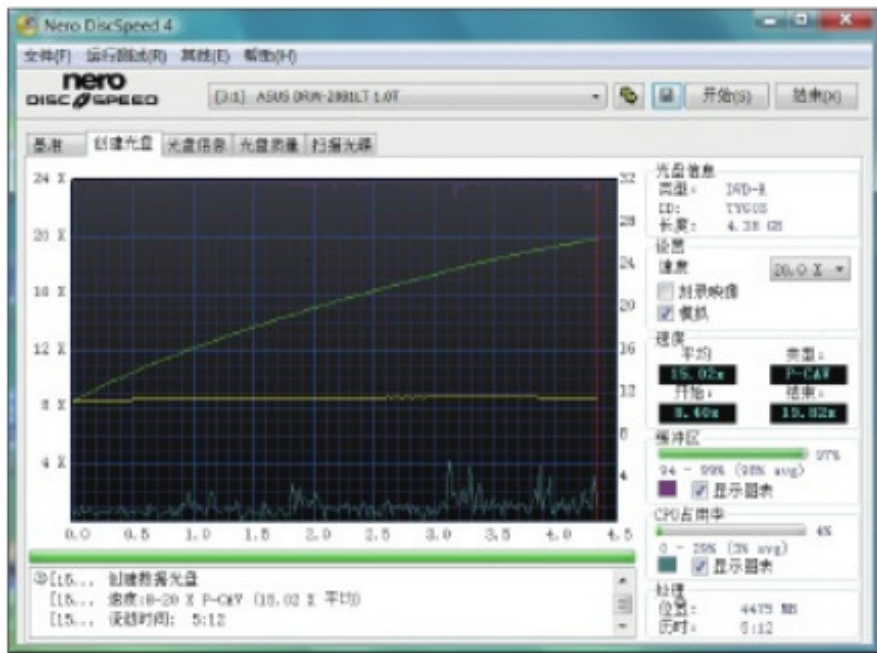 Nero DiscSpeed 4
文件(F) 运行测试(R) 其他(E) 帮助(H)
nero
DISC SPEED
[3:1] ASUS DRW-20B1LT 1.0T
开始(S)
结束(X)
基准 创建光盘 光盘信息 光盘质量 扫描光碟
24 X
20 X
16 X
12 X
8 X
4 X
32
28
24
20
16
12
8
4
0.0 0.5 1.0 1.5 2.0 2.5 3.0 3.5 4.0 4.5
光盘信息
类型: DVD-R
ID: TYG03
长度: 4.38 GB
设置
速度
20.0 X
刻录映像
模拟
速度
平均 类型:
15.02x P-CAV
开始: 结束:
8.40x 19.82x
缓冲区
97%
94 - 99% (98% avg)
显示图表
CPU占用率
4%
0 - 29% (3% avg)
显示图表
处理
位置: 4479 MB
历时: 5:12
[15... 创建数据光盘
[15... 速度:8-20 X P-CAV (15.02 X 平均)
[15... 逝时间: 5:12